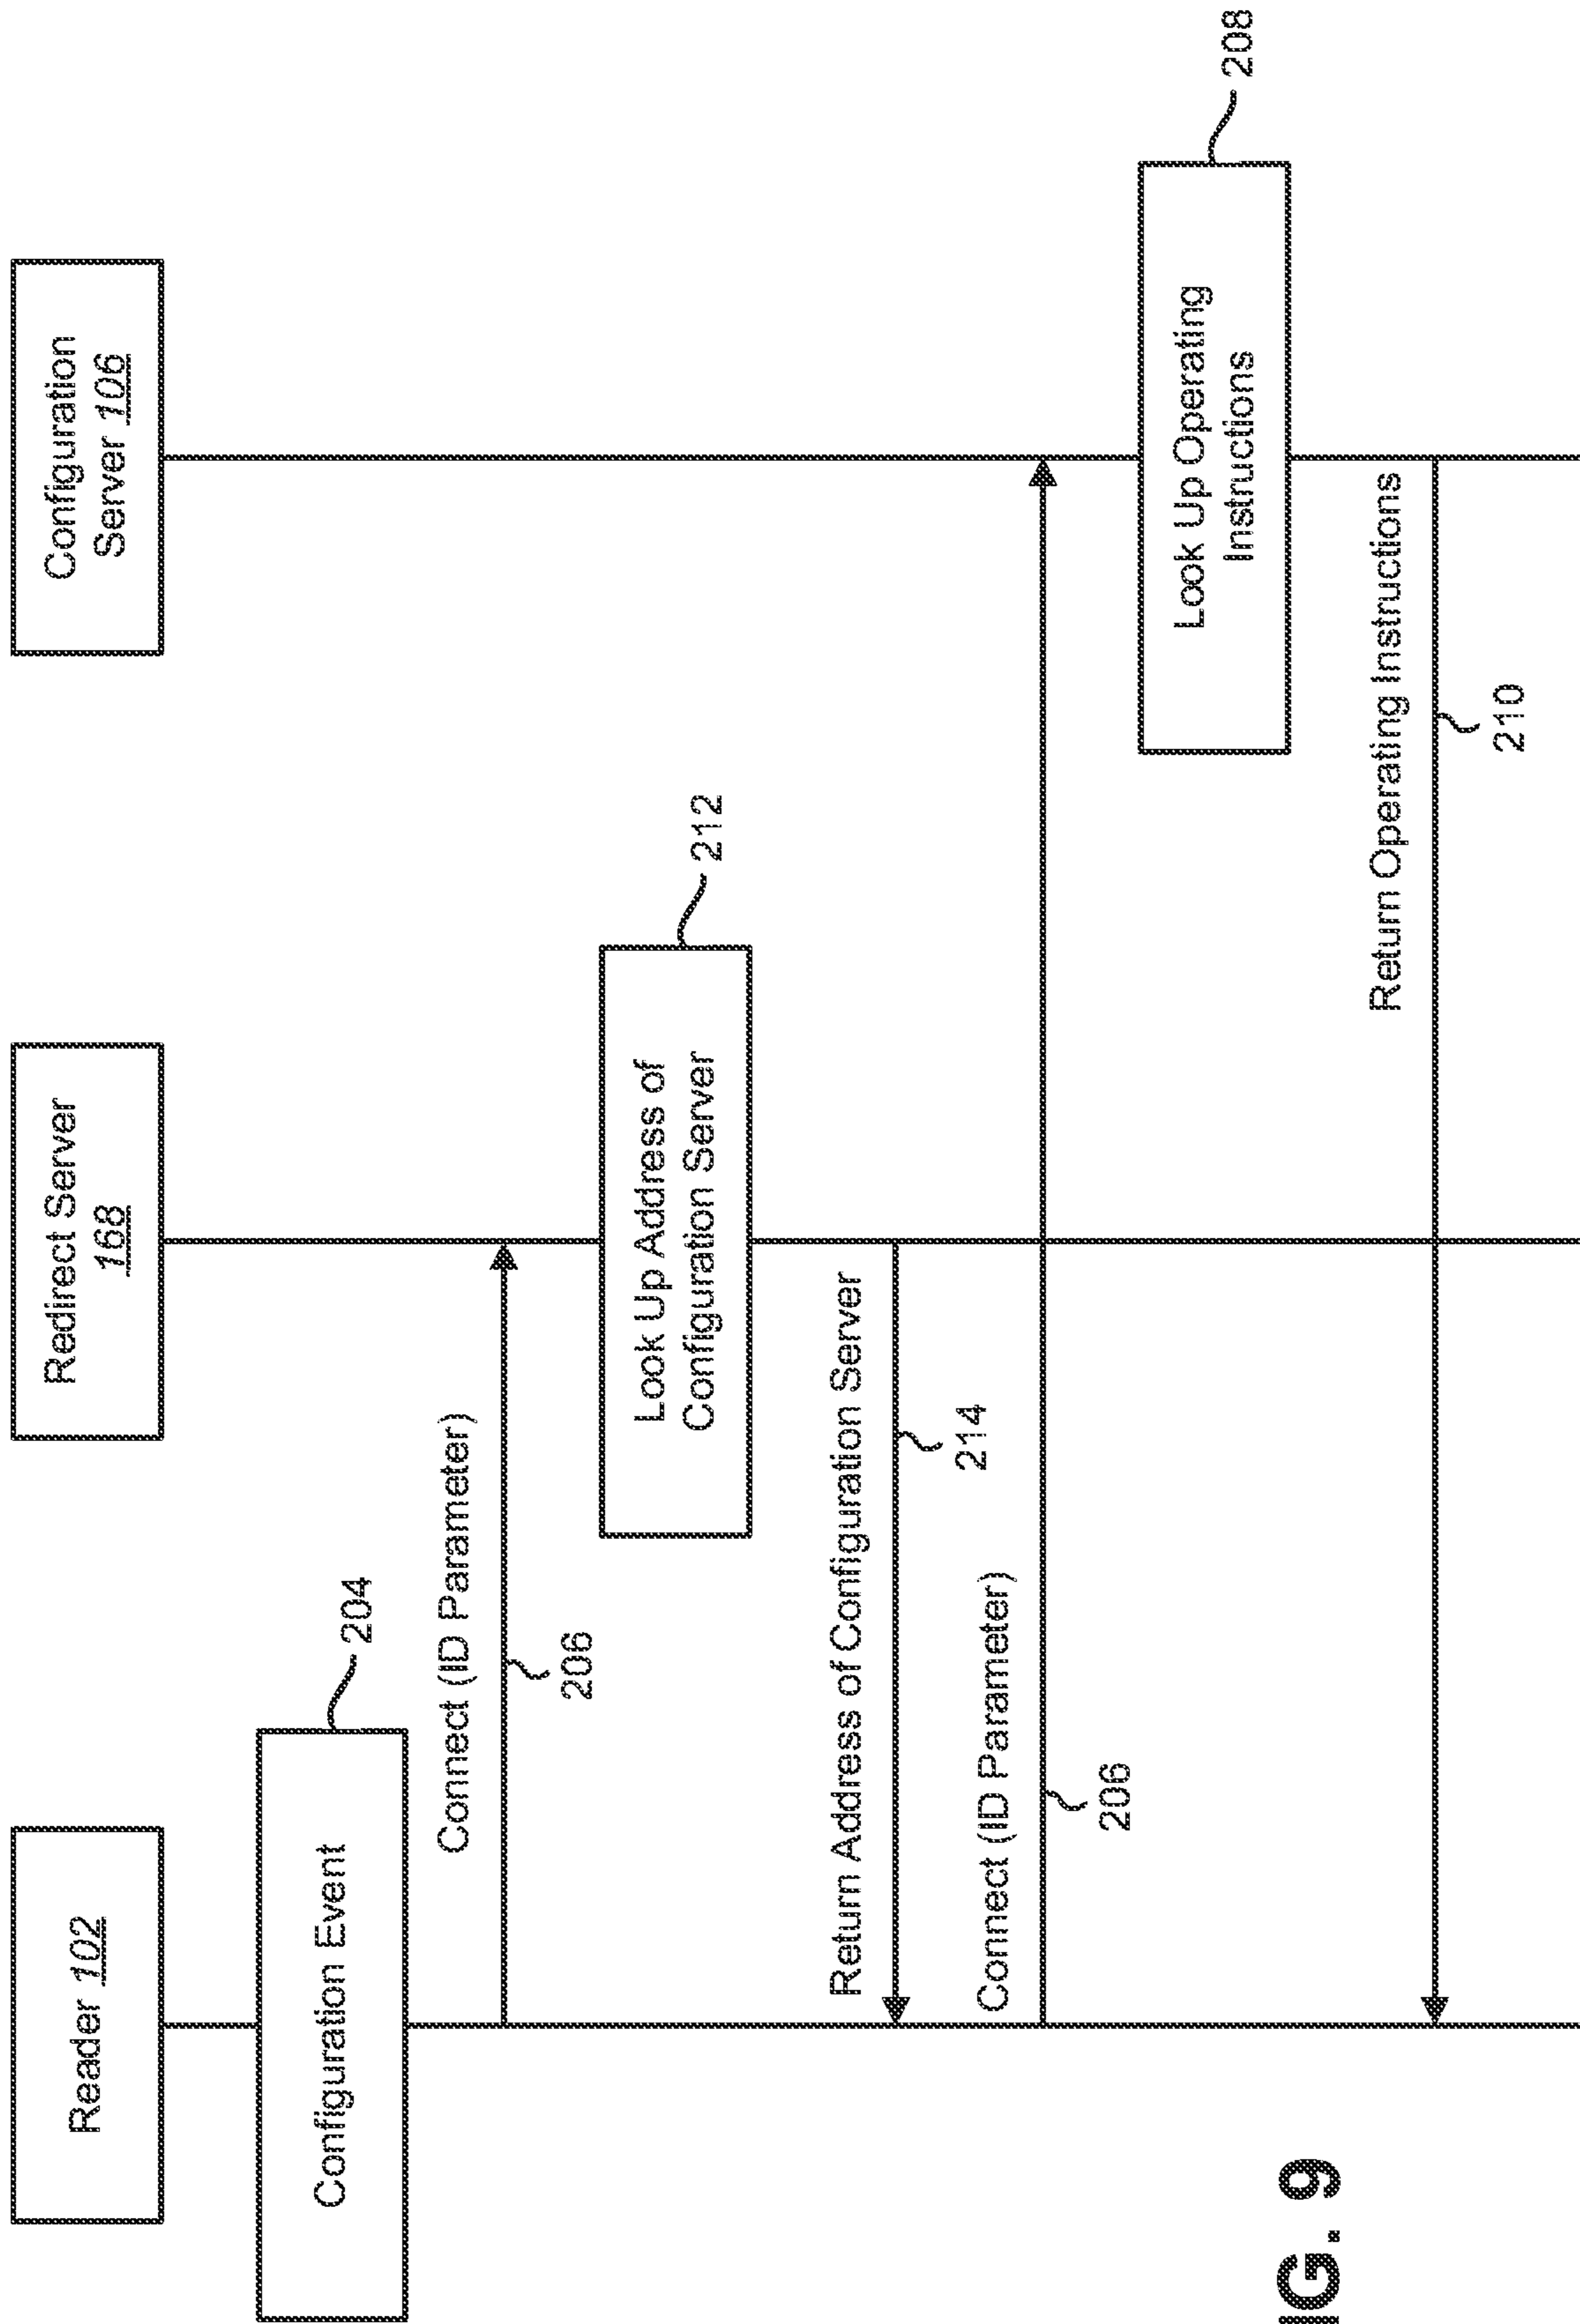 Reader 102
Redirect Server
168
Configuration
Server 106
Configuration Event
204
Connect (ID Parameter)
206
Look Up Address of
Configuration Server
212
Return Address of Configuration Server
214
Connect (ID Parameter)
206
Look Up Operating
Instructions
208
Return Operating Instructions
210
IG. 9